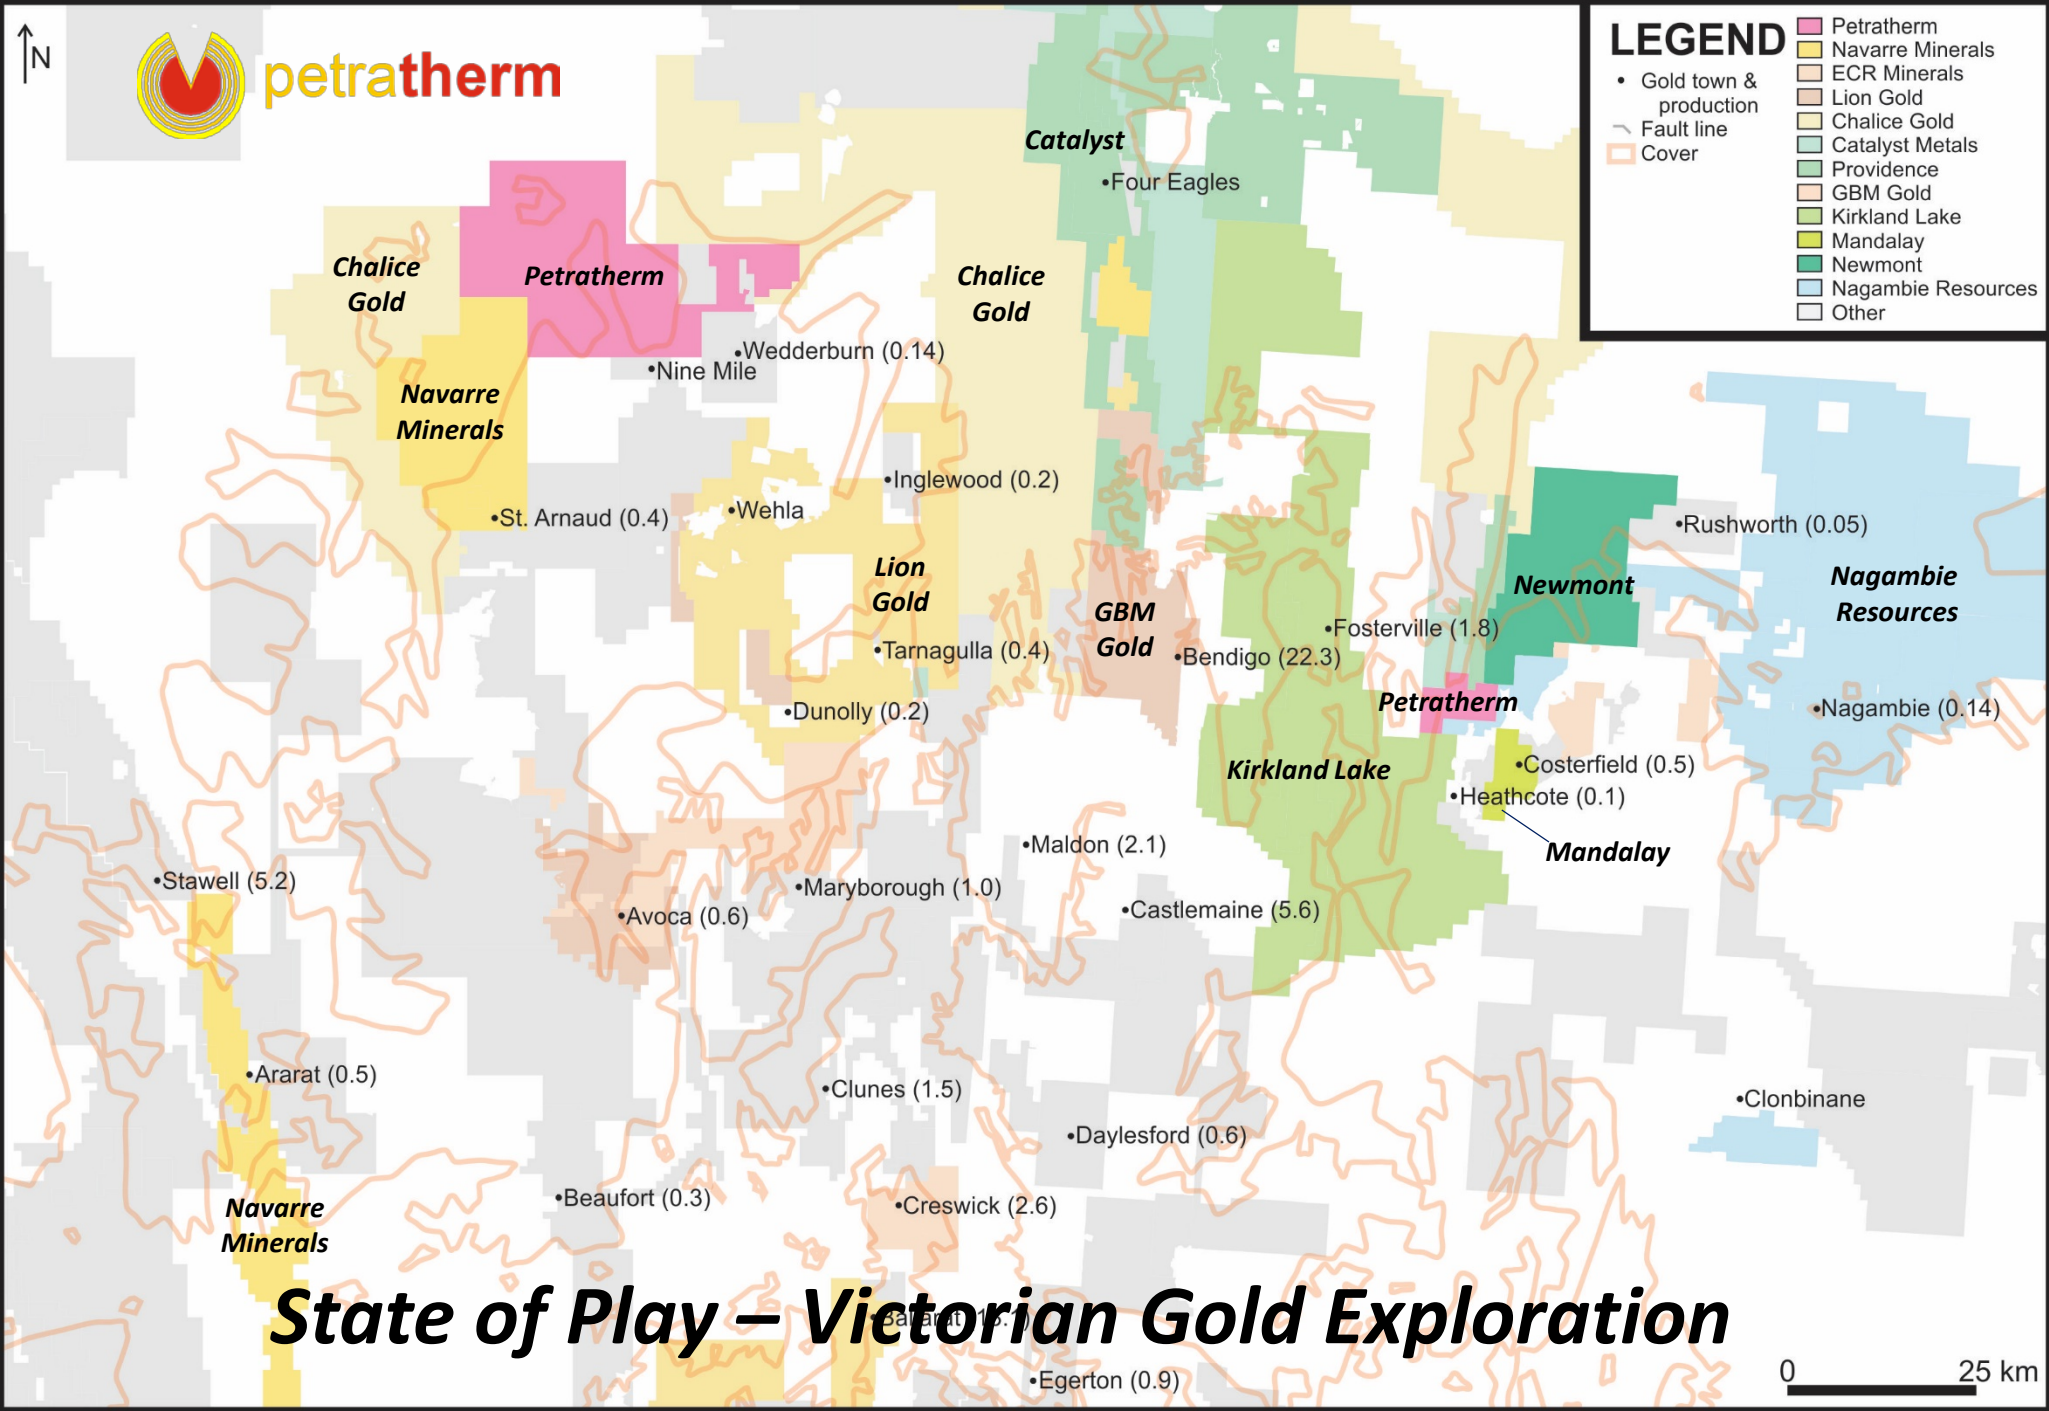 N
petratherm
LEGEND
Gold town &
production
Fault line
Cover
Petratherm
Navarre Minerals
ECR Minerals
Lion Gold
Chalice Gold
Catalyst Metals
Providence
GBM Gold
Kirkland Lake
Mandalay
Newmont
Nagambie Resources
Other
Catalyst
Four Eagles
Chalice
Gold
Petratherm
Chalice
Gold
Wedderburn (0.14)
Nine Mile
Navarre
Minerals
Inglewood (0.2)
Wehla
St. Arnaud (0.4)
Rushworth (0.05)
Lion
Gold
Newmont
Nagambie
Resources
GBM
Gold
Fosterville (1.8)
Tarnagulla (0.4)
Bendigo (22.3)
Petratherm
Dunolly (0.2)
Nagambie (0.14)
Kirkland Lake
Costerfield (0.5)
Heathcote (0.1)
Maldon (2.1)
Mandalay
Stawell (5.2)
Maryborough (1.0)
Avoca (0.6)
Castlemaine (5.6)
Ararat (0.5)
Clunes (1.5)
Clonbinane
Daylesford (0.6)
Beaufort (0.3)
Creswick (2.6)
Navarre
Minerals
State of Play – Victorian Gold Exploration
Ballarat
Egerton (0.9)
0 25 km